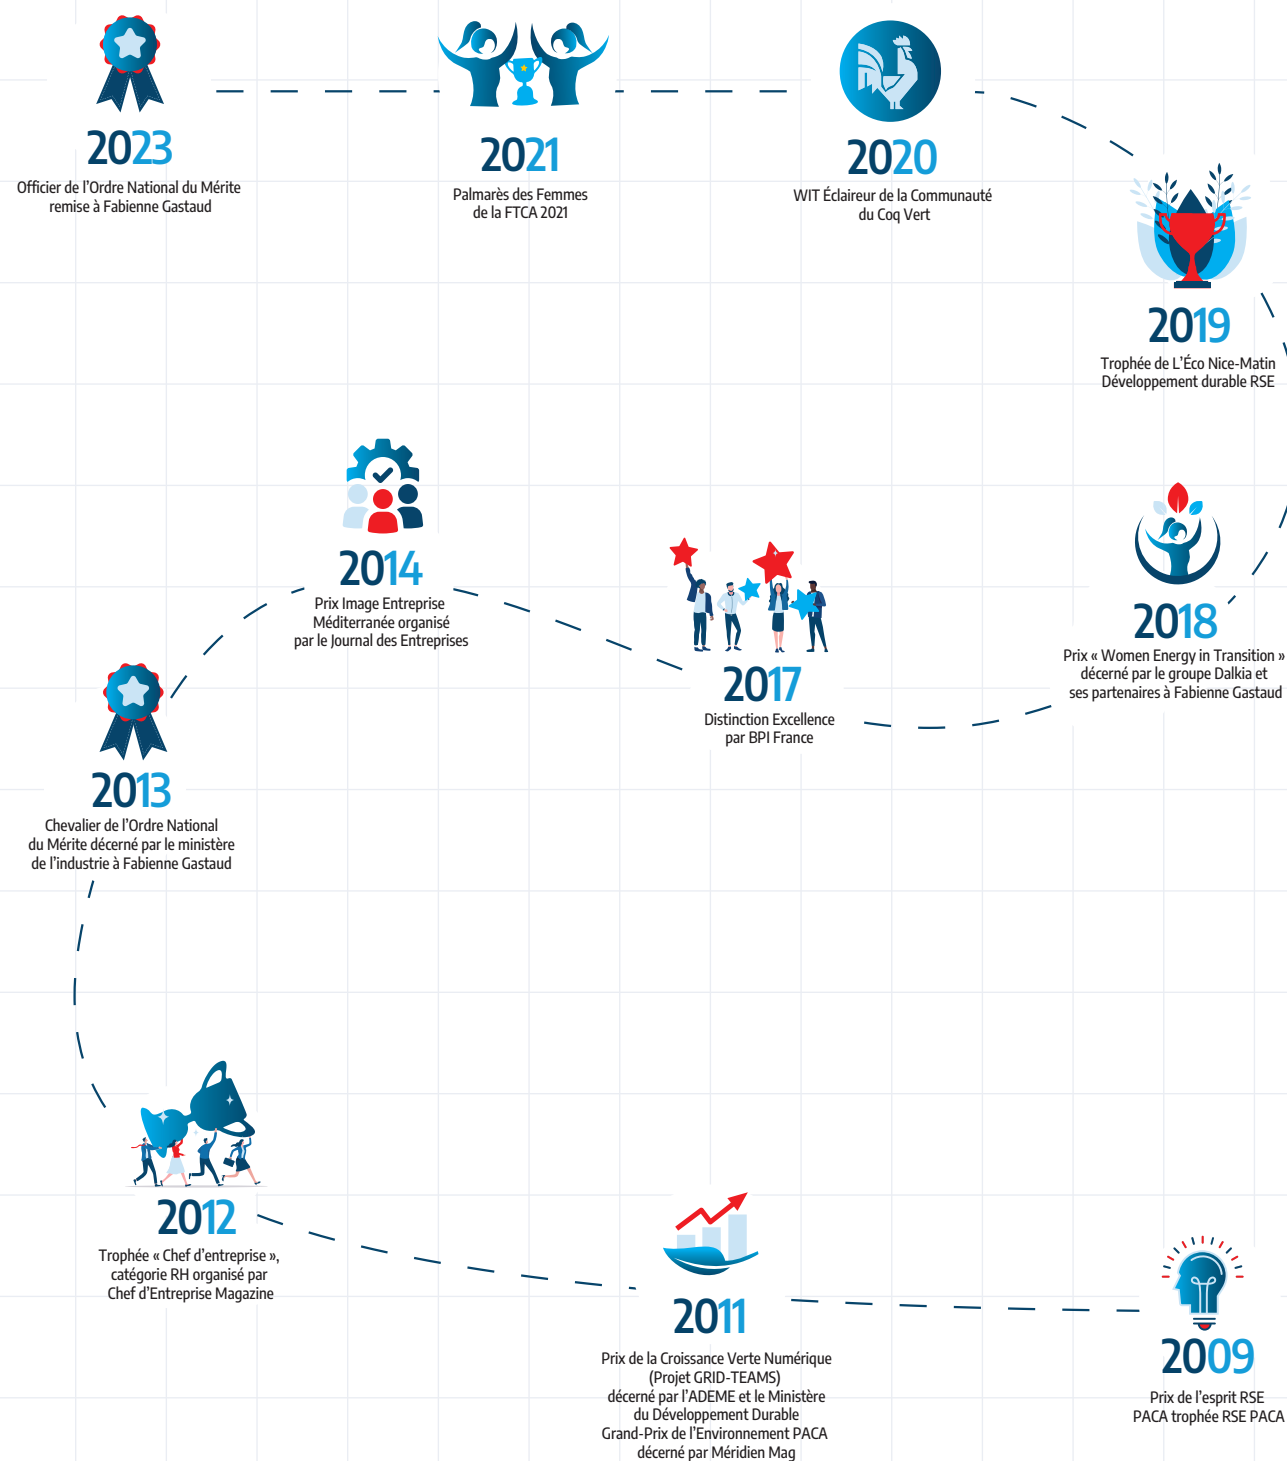 2023
Officier de l’Ordre National du Mérite
remise à Fabienne Gastaud
2021
Palmarès des Femmes
de la FTCA 2021
2020
WIT Éclaireur de la Communauté
du Coq Vert
2019
Trophée de L’Éco Nice-Matin
Développement durable RSE
2014
Prix Image Entreprise
Méditerranée organisé
par le Journal des Entreprises
2017
Distinction Excellence
par BPI France
2018
Prix « Women Energy in Transition »
décerné par le groupe Dalkia et
ses partenaires à Fabienne Gastaud
2013
Chevalier de l’Ordre National
du Mérite décerné par le ministère
de l’industrie à Fabienne Gastaud
2012
Trophée « Chef d’entreprise »,
catégorie RH organisé par
Chef d’Entreprise Magazine
2011
Prix de la Croissance Verte Numérique
(Projet GRID-TEAMS)
décerné par l’ADEME et le Ministère
du Développement Durable
Grand-Prix de l’Environnement PACA
décerné par Méridien Mag
2009
Prix de l’esprit RSE
PACA trophée RSE PACA